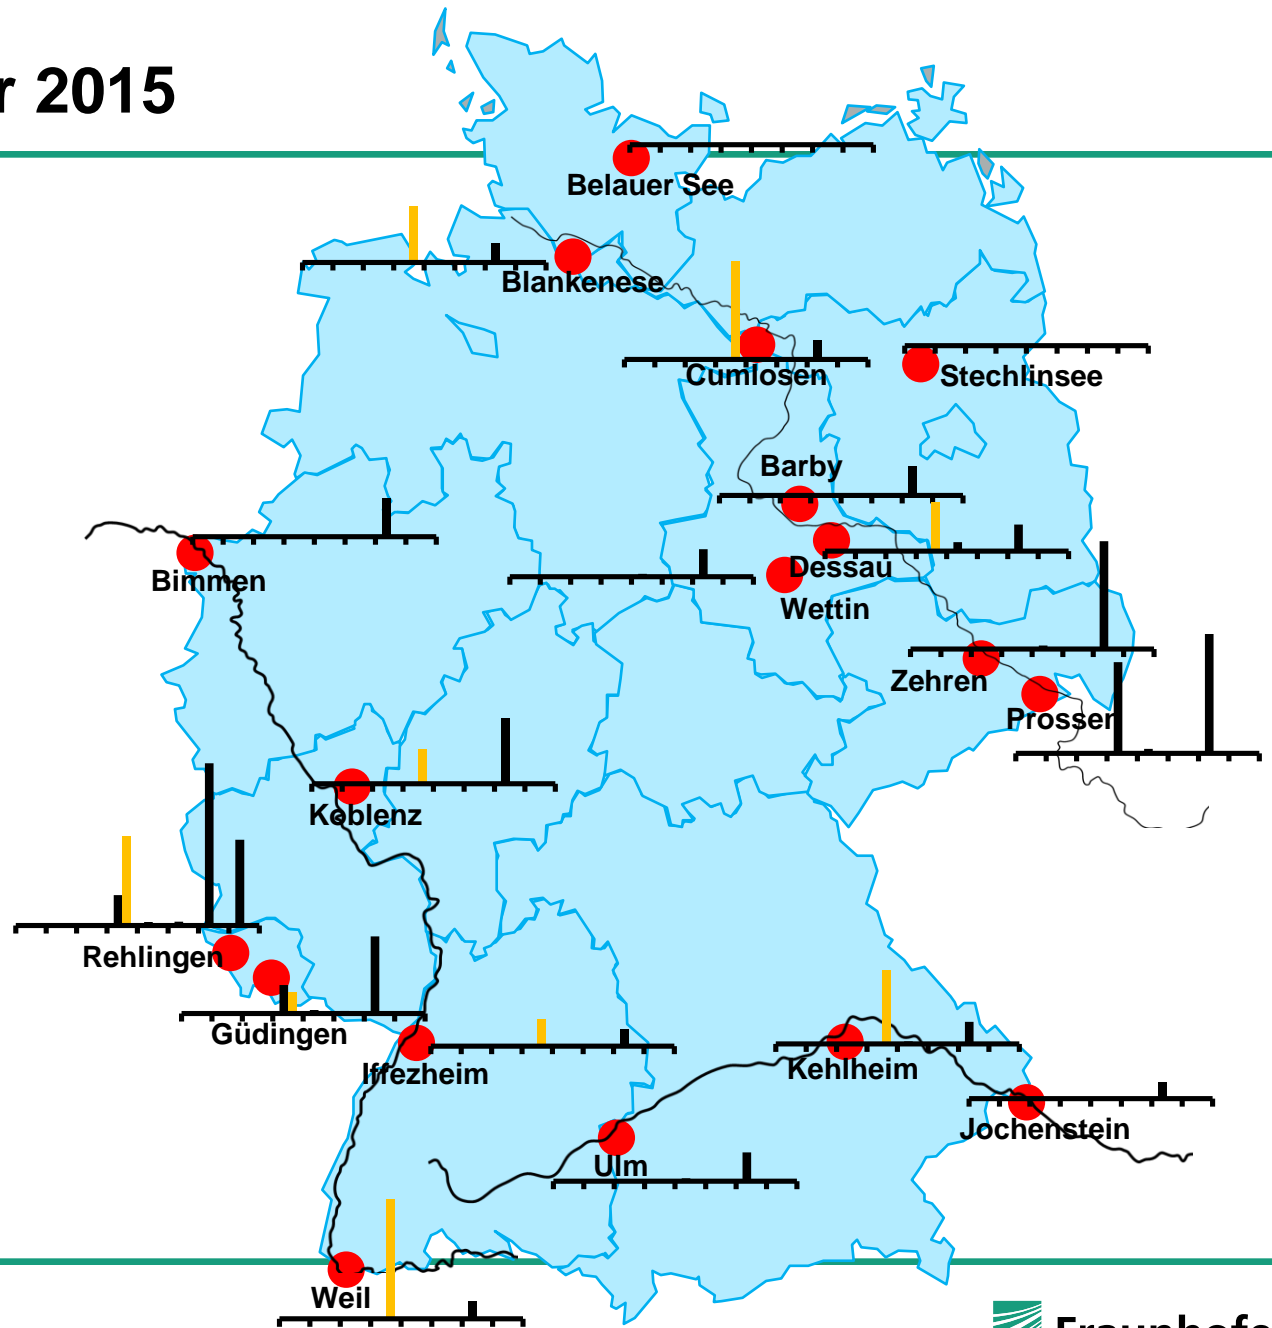 r 2015
Belauer See
Blankenese
Cumlosen
Stechlinsee
Barby
Dessau
Bimmen
Wettin
Zehren
Prossen
Koblenz
Rehlingen
Güdingen
Iffezheim
Kehlheim
Jochenstein
Ulm
Weil
Fraunhofe